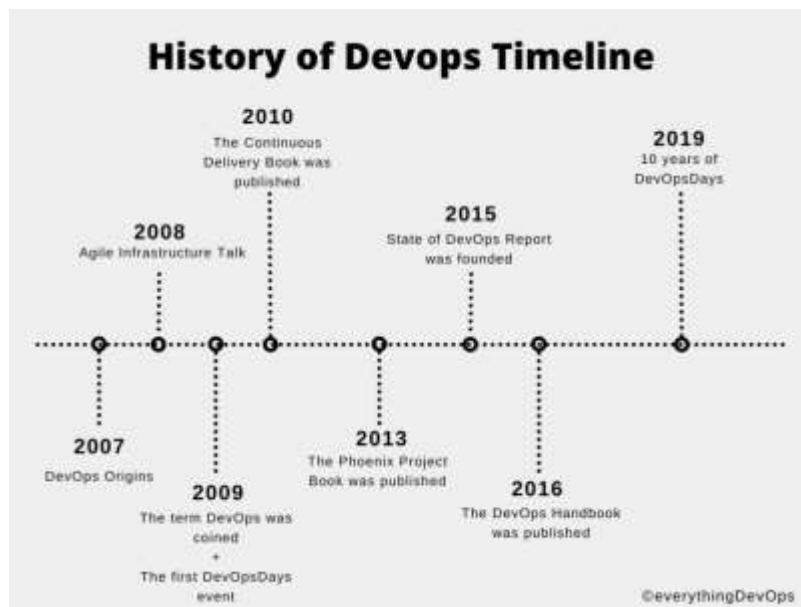 History of Devops Timeline
2010
The Continuous
Delivery Book was
published
2019
10 years of
DevOpsDays
2008
Agile Infrastructure Talk
2015
State of DevOps Report
was founded
2007
DevOps Origins
2013
The Phoenix Project
Book was published
2009
The term DevOps was
coined
+
The first DevOpsDays
event
2016
The DevOps Handbook
was published
©everythingDevOps